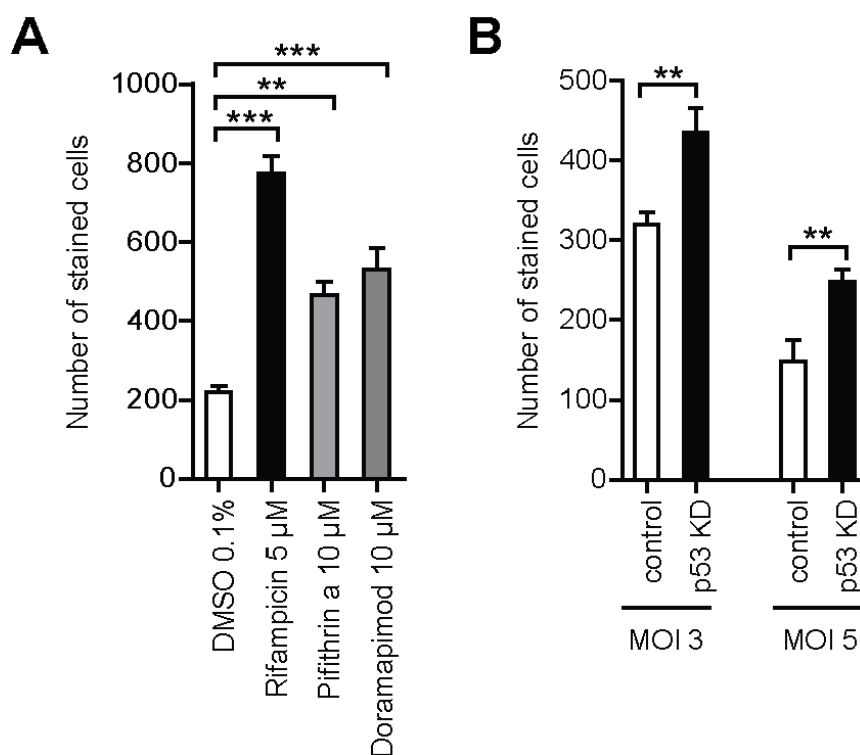 A
***
**
***
1000
800
600
400
200
0
Number of stained cells
DMSO 0.1%
Rifampicin 5 µM
Pifithrin a 10 µM
Doramapimod 10 µM
B
**
**
500
400
300
200
100
0
Number of stained cells
control
p53 KD
control
p53 KD
MOI 3
MOI 5